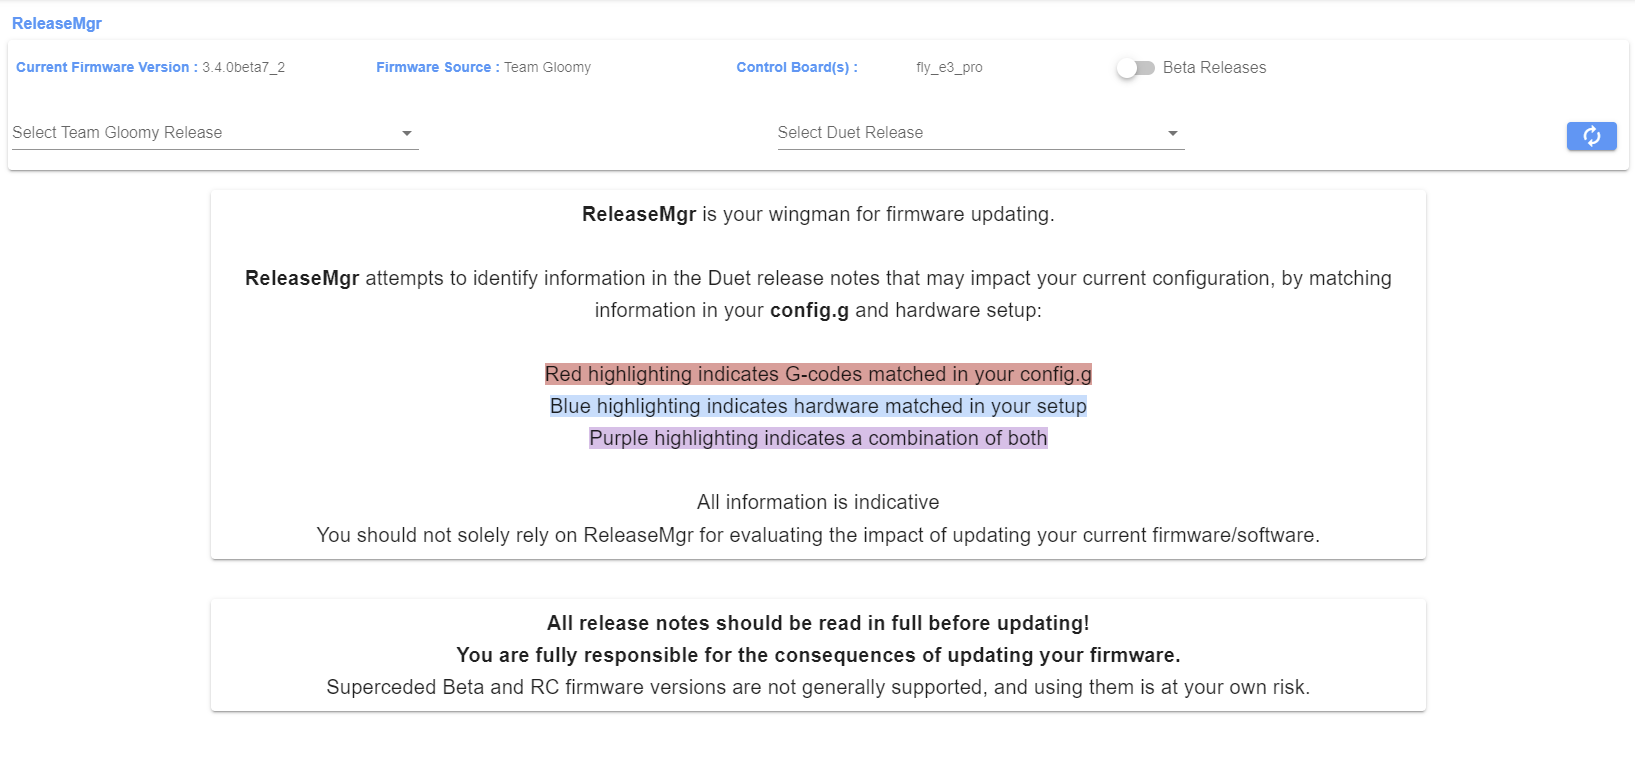 ReleaseMgr
Current Firmware Version : 3.4.0beta7_2 Firmware Source : Team Gloomy Control Board(s) : fly_e3_pro Beta Releases
Select Team Gloomy Release Select Duet Release
ReleaseMgr is your wingman for firmware updating.
ReleaseMgr attempts to identify information in the Duet release notes that may impact your current configuration, by matching
information in your config.g and hardware setup:
Red highlighting indicates G-codes matched in your config.g
Blue highlighting indicates hardware matched in your setup
Purple highlighting indicates a combination of both
All information is indicative
You should not solely rely on ReleaseMgr for evaluating the impact of updating your current firmware/software.
All release notes should be read in full before updating!
You are fully responsible for the consequences of updating your firmware.
Superceded Beta and RC firmware versions are not generally supported, and using them is at your own risk.